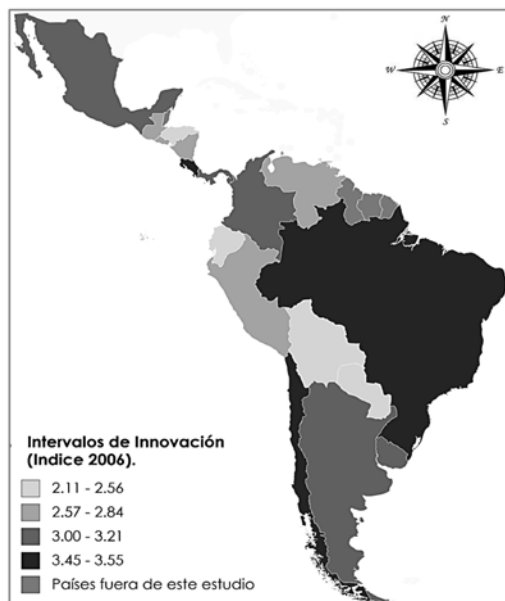 N
W
E
S
Intervalos de Innovación
(Indice 2006).
2.11 - 2.56
2.57 - 2.84
3.00 - 3.21
3.45 - 3.55
Países fuera de este estudio